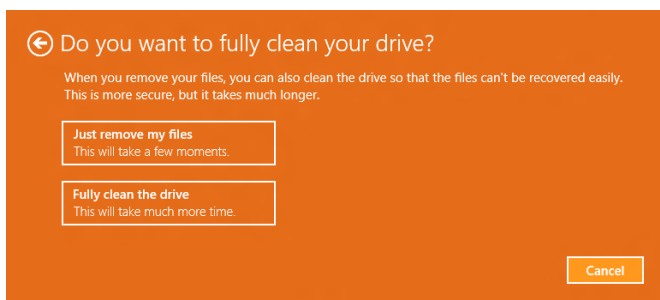 Do you want to fully clean your drive?
When you remove your files, you can also clean the drive so that the files can't be recovered easily.
This is more secure, but it takes much longer.
Just remove my files
This will take a few moments.
Fully clean the drive
This will take much more time.
Cancel